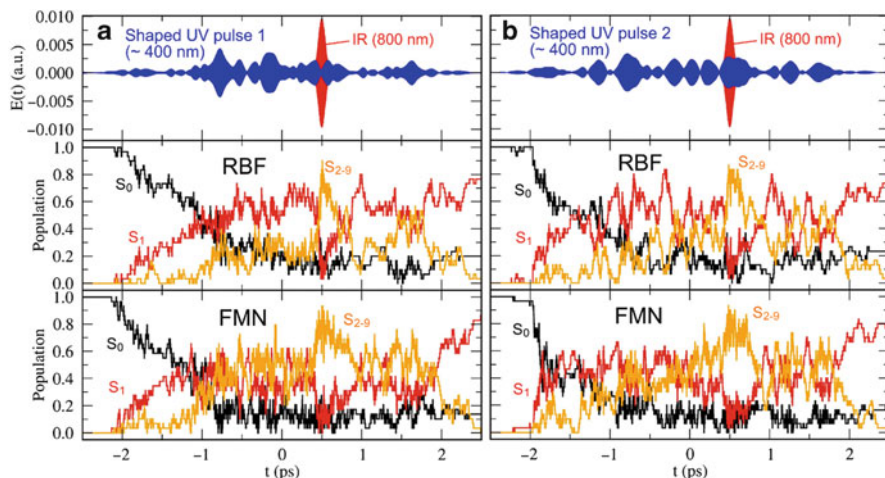 a
Shaped UV pulse 1
(~ 400 nm)
IR (800 nm)
E(t) (a.u.)
0.010
0.005
0.000
−0.005
−0.010
RBF
S0
S1
S2-9
Population
1.0
0.8
0.6
0.4
0.2
0.0
FMN
S0
S1
S2-9
Population
1.0
0.8
0.6
0.4
0.2
0.0
−2 −1 0 1 2
t (ps)
b
Shaped UV pulse 2
(~ 400 nm)
IR (800 nm)
RBF
S0
S1
S2-9
FMN
S0
S1
S2-9
−2 −1 0 1 2
t (ps)